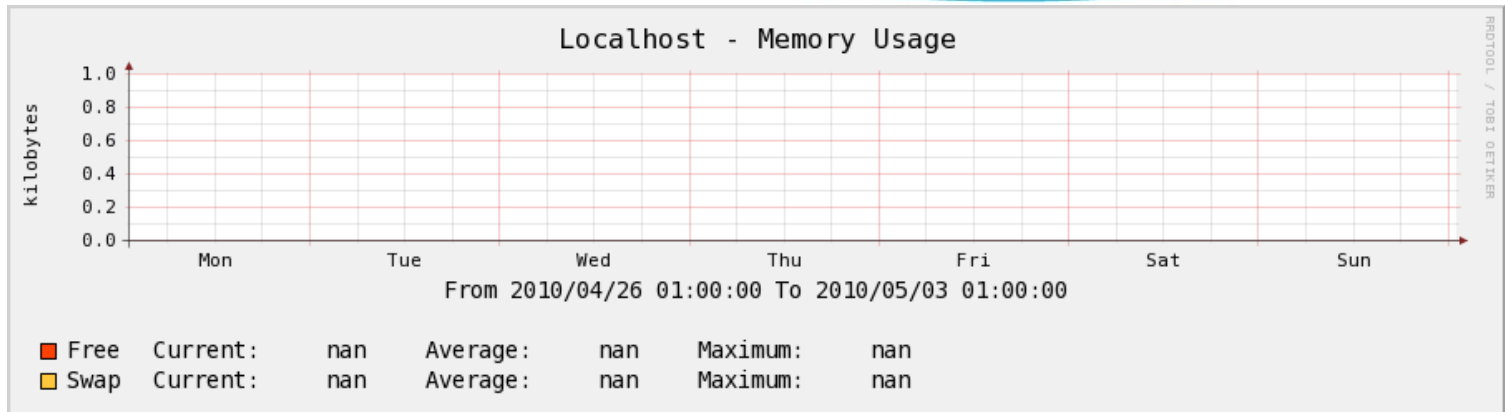 Localhost - Memory Usage
RRDTOOL / TOBI OETIKER
kilobytes
1.0
0.8
0.6
0.4
0.2
0.0
Mon Tue Wed Thu Fri Sat Sun
From 2010/04/26 01:00:00 To 2010/05/03 01:00:00
Free Current: nan Average: nan Maximum: nan
Swap Current: nan Average: nan Maximum: nan